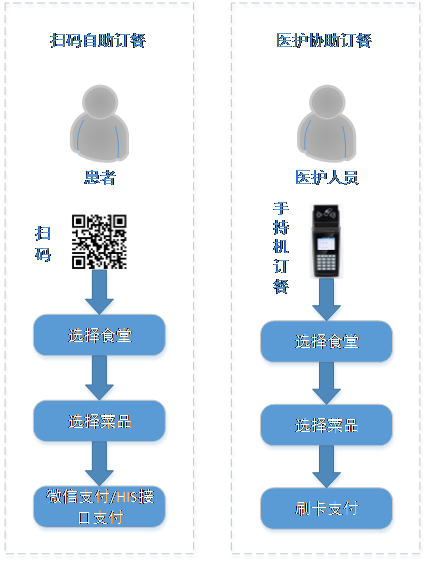 扫码自助订餐
患者
扫
码
选择食堂
选择菜品
微信支付/HIS接
口支付
医护协助订餐
医护人员
手
持
机
订
餐
选择食堂
选择菜品
刷卡支付